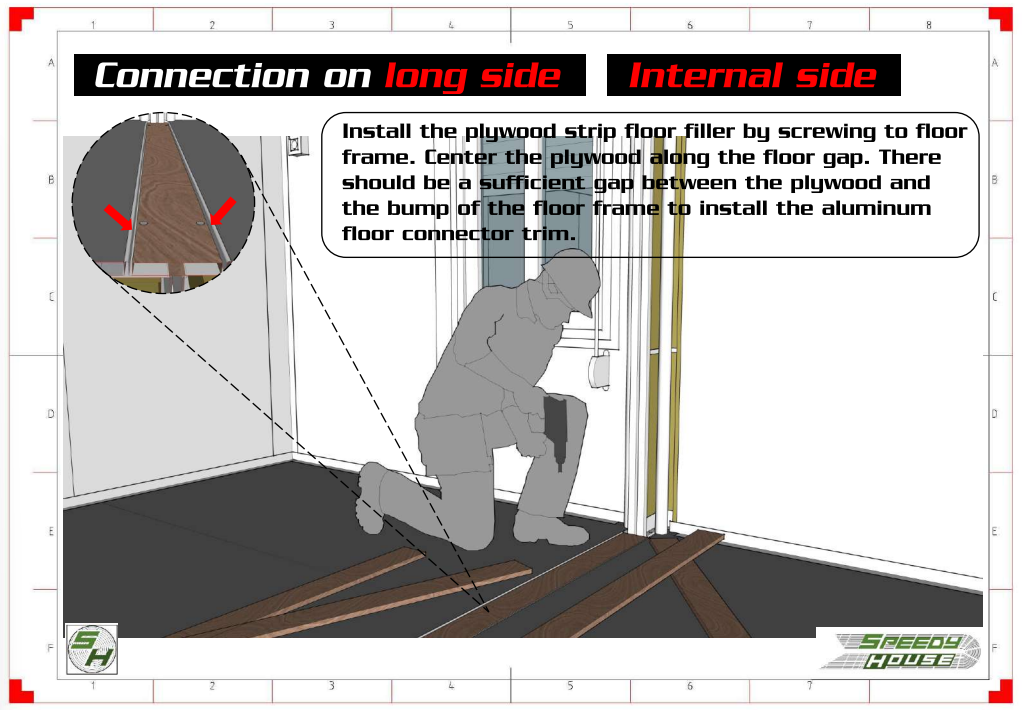 1 2 3 4 5 6 7 8
A A
Connection on long side Internal side
Install the plywood strip floor filler by screwing to floor
frame. Center the plywood along the floor gap. There
should be a sufficient gap between the plywood and
the bump of the floor frame to install the aluminum
floor connector trim.
B B
C C
D D
E E
F F
SH
SPEEDY
HOUSE
1 2 3 4 5 6 7